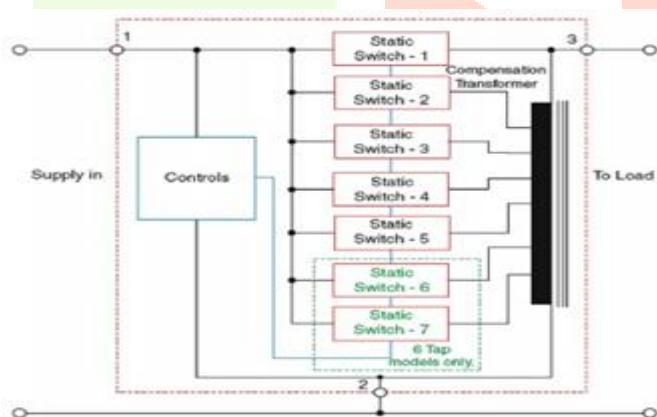 1
3
Static
Switch - 1
Compensation
Transformer
Static
Switch - 2
Static
Switch - 3
Supply in
Controls
Static
Switch - 4
To Load
Static
Switch - 5
Static
Switch - 6
Static
Switch - 7
6 Tap
models only.
2